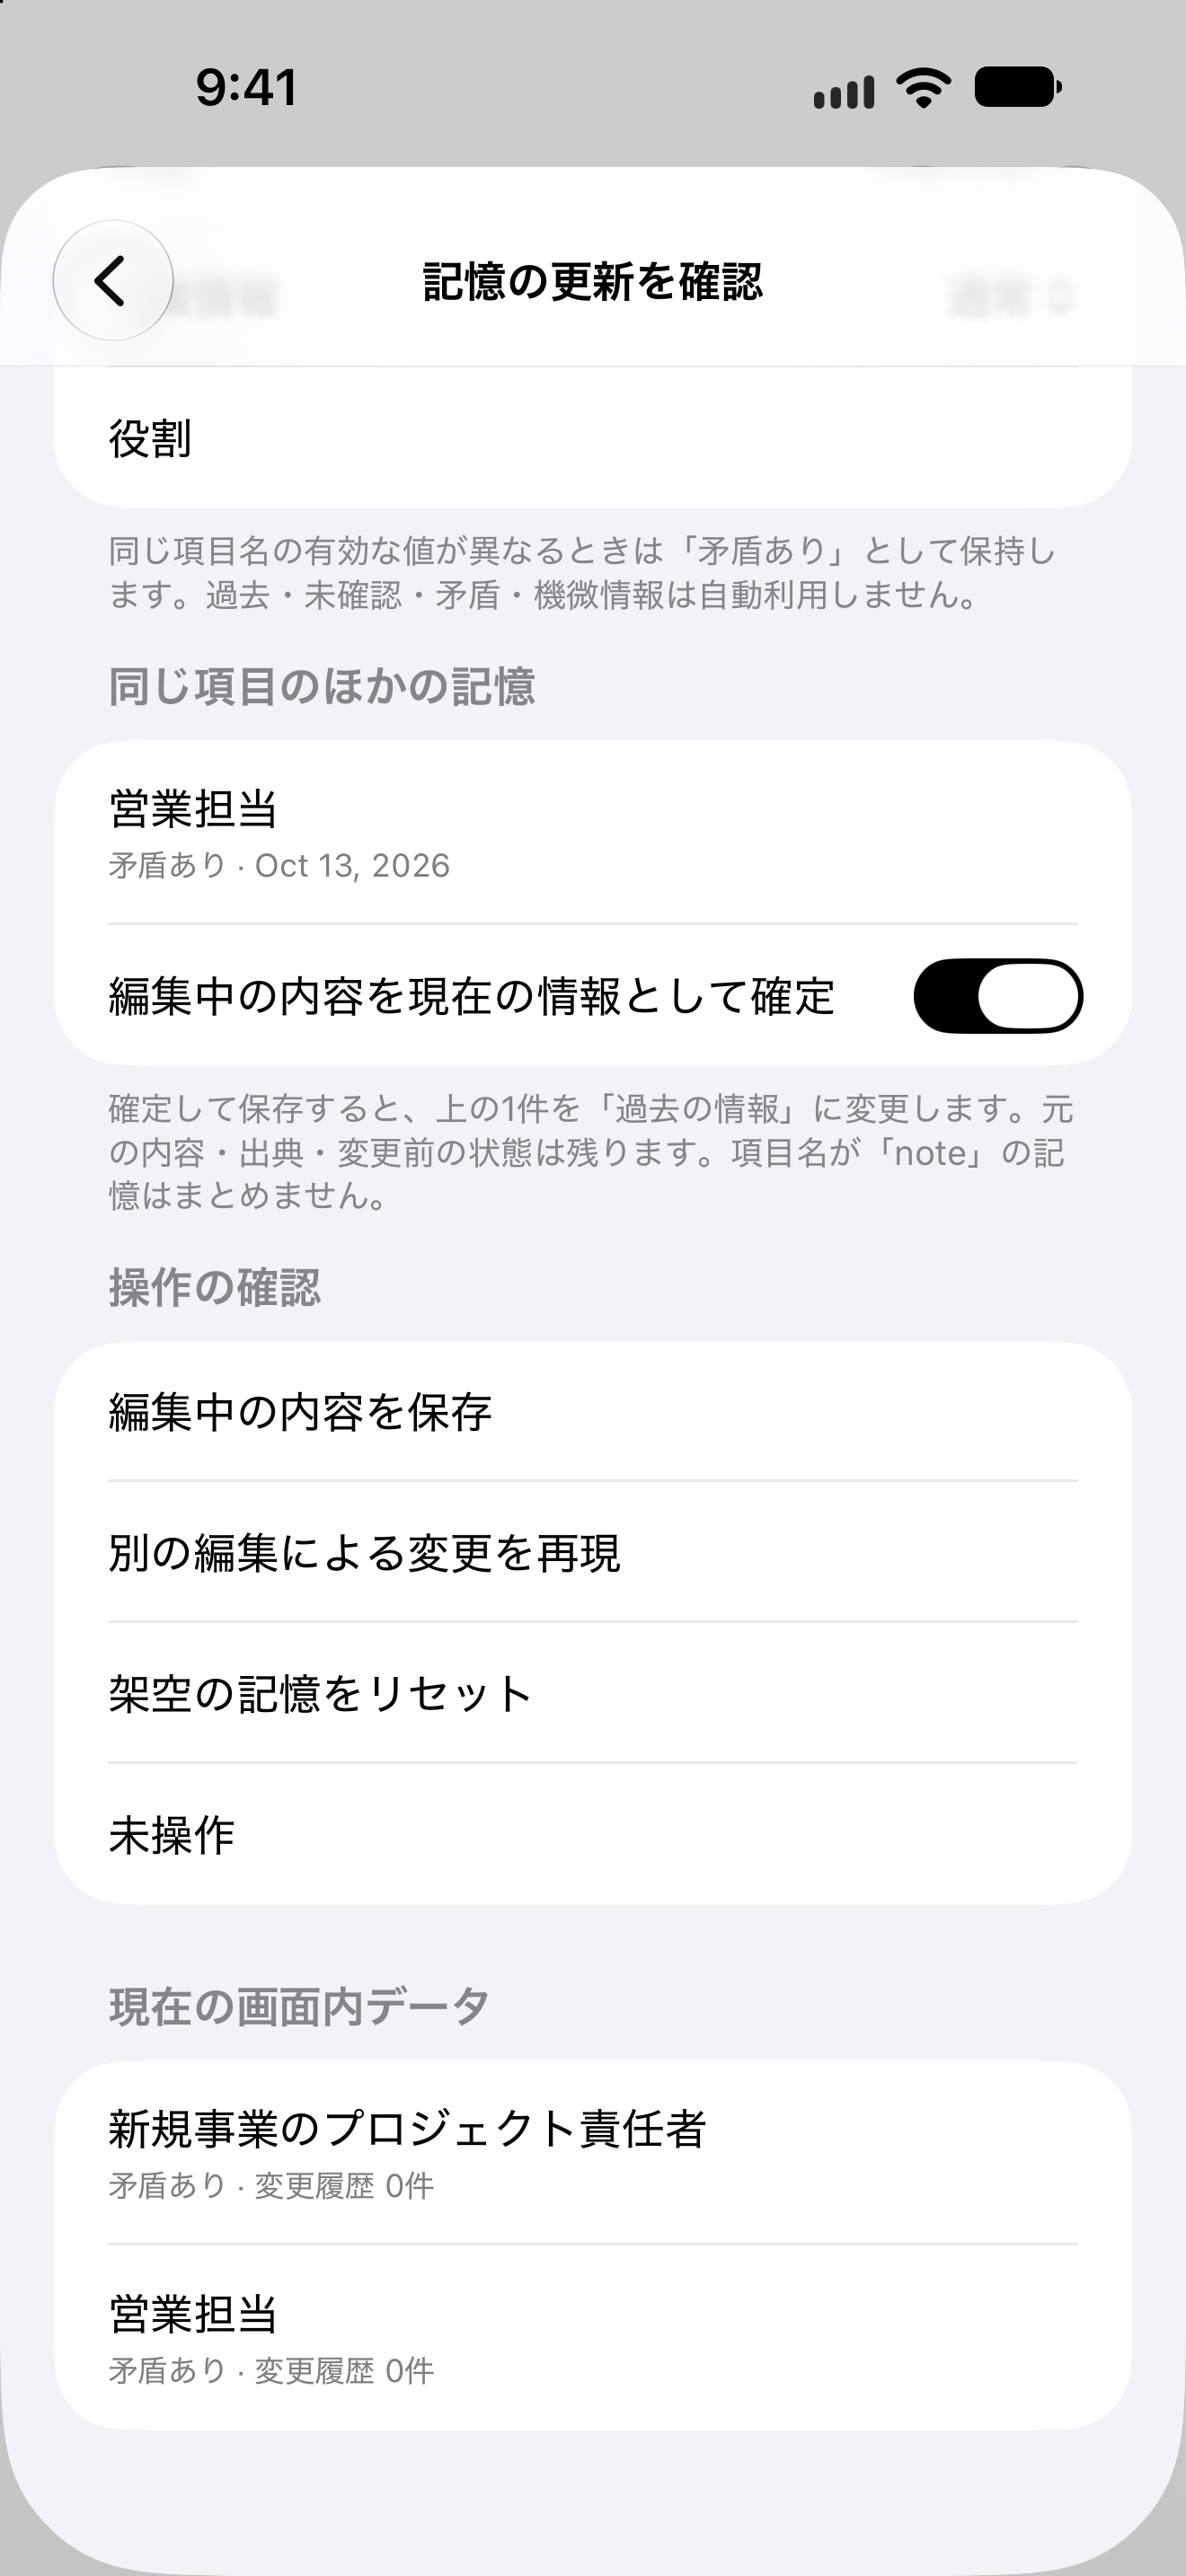 9:41
記憶の更新を確認
通常
役割
同じ項目名の有効な値が異なるときは「矛盾あり」として保持し
ます。過去・未確認・矛盾・機微情報は自動利用しません。
同じ項目のほかの記憶
営業担当
矛盾あり · Oct 13, 2026
編集中の内容を現在の情報として確定
確定して保存すると、上の1件を「過去の情報」に変更します。元
の内容・出典・変更前の状態は残ります。項目名が「note」の記
憶はまとめません。
操作の確認
編集中の内容を保存
別の編集による変更を再現
架空の記憶をリセット
未操作
現在の画面内データ
新規事業のプロジェクト責任者
矛盾あり · 変更履歴 0件
営業担当
矛盾あり · 変更履歴 0件